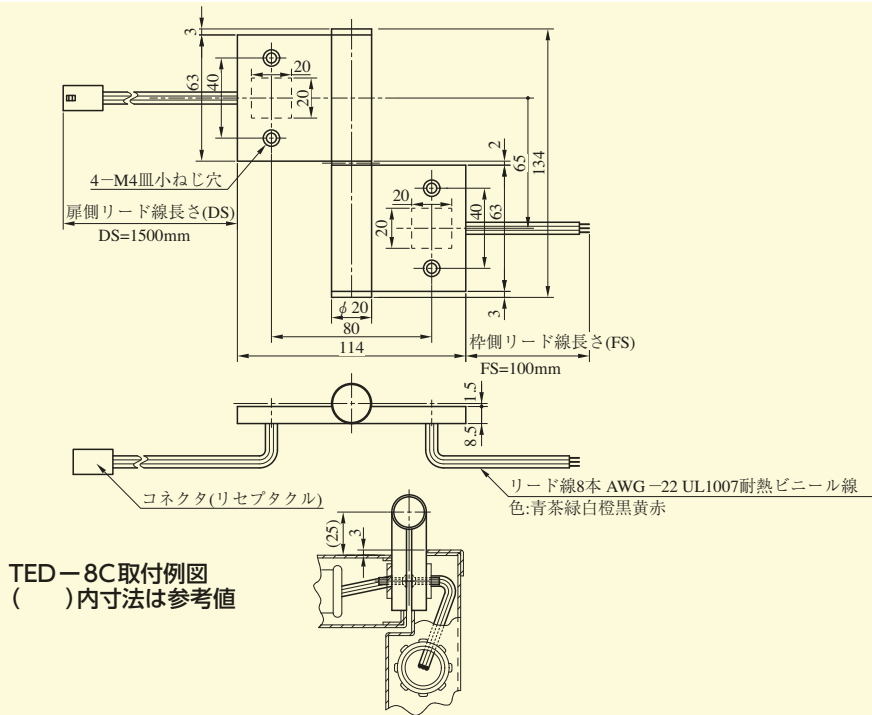 3
63
40
20
20
2
65
134
4−M4皿小ねじ穴
扉側リード線長さ(DS)
DS=1500mm
20
20
40
63
3
φ20
80
114
枠側リード線長さ(FS)
FS=100mm
1.5
8.5
コネクタ(リセプタクル)
リード線8本 AWG−22 UL1007耐熱ビニール線
色:青茶緑白橙黒黄赤
(25)
3
TED−8C取付例図
(　　)内寸法は参考値